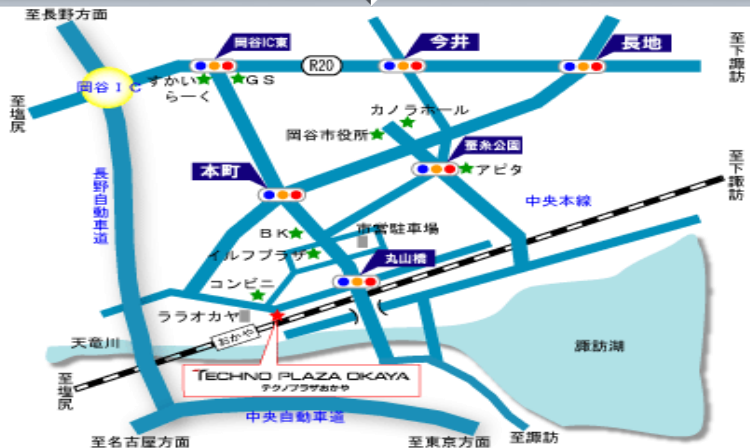 至長野方面
岡谷IC東
今井
長地
至下諏訪
R20
岡谷IC
すかい
らーく
GS
至塩尻
カノラホール
岡谷市役所
蚕糸公園
アピタ
至下諏訪
本町
長野自動車道
中央本線
BK
市営駐車場
イルフプラザ
丸山橋
コンビニ
ララオカヤ
おかや
天竜川
諏訪湖
TECHNO PLAZA OKAYA
テクノプラザおかや
至塩尻
中央自動車道
至名古屋方面
至東京方面
至諏訪